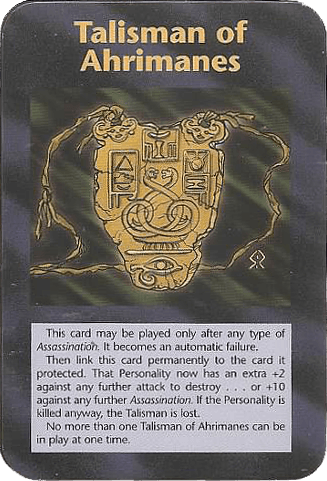 Talisman of
Ahrimanes
This card may be played only after any type of
Assassination. It becomes an automatic failure.
Then link this card permanently to the card it
protected. That Personality now has an extra +2
against any further attack to destroy . . . or +10
against any further Assassination. If the Personality is
killed anyway, the Talisman is lost.
No more than one Talisman of Ahrimanes can be
in play at one time.